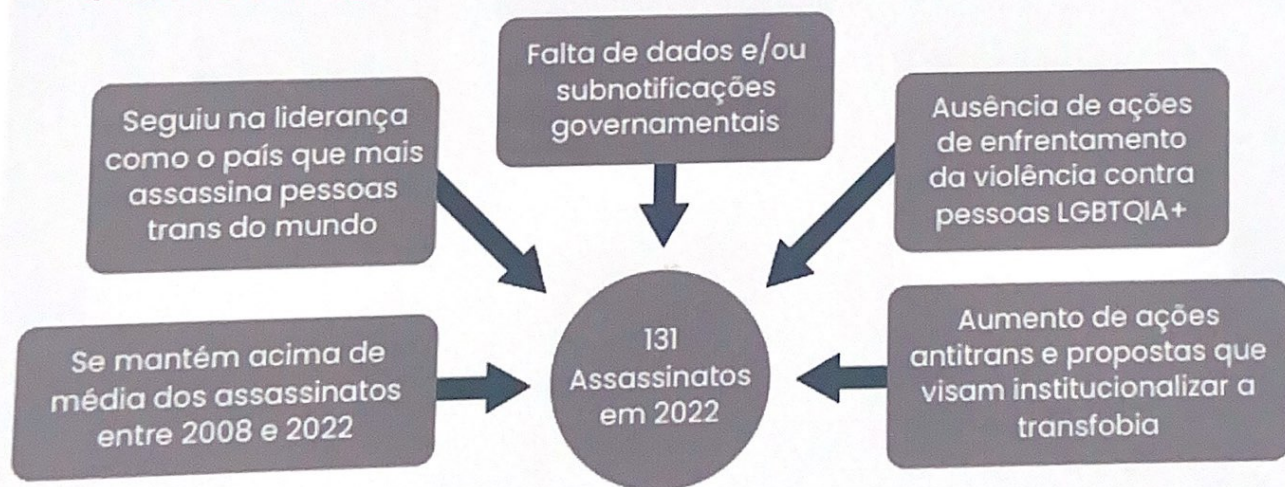 Falta de dados e/ou
subnotificações
governamentais
Seguiu na liderança
como o país que mais
assassina pessoas
trans do mundo
Ausência de ações
de enfrentamento
da violência contra
pessoas LGBTQIA+
Se mantém acima de
média dos assassinatos
entre 2008 e 2022
131
Assassinatos
em 2022
Aumento de ações
antitrans e propostas que
visam institucionalizar a
transfobia